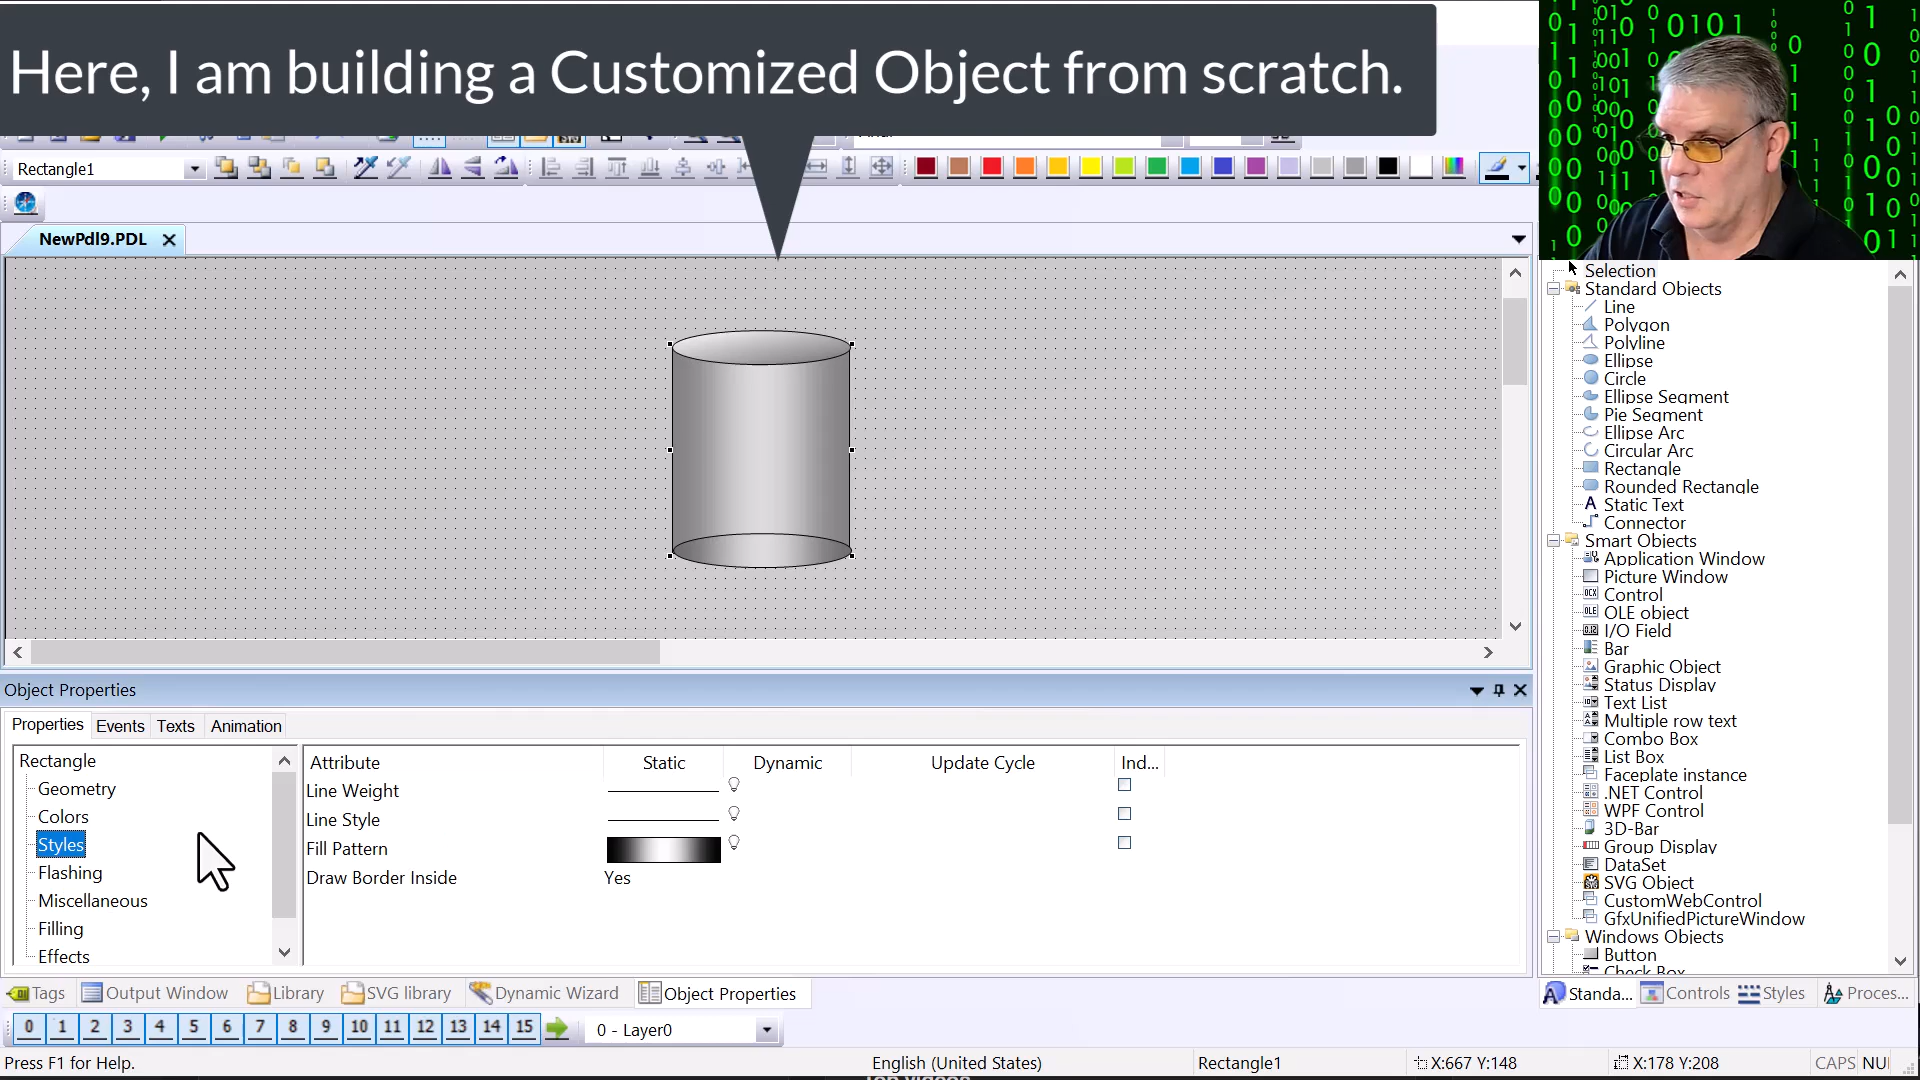 Here, I am building a Customized Object from scratch.
Rectangle1
NewPdl9.PDL
Selection
Standard Objects
Line
Polygon
Polyline
Ellipse
Circle
Ellipse Segment
Pie Segment
Ellipse Arc
Circular Arc
Rectangle
Rounded Rectangle
Static Text
Connector
Smart Objects
Application Window
Picture Window
Control
OLE object
I/O Field
Bar
Graphic Object
Status Display
Text List
Multiple row text
Combo Box
List Box
Faceplate instance
.NET Control
WPF Control
3D-Bar
Group Display
DataSet
SVG Object
CustomWebControl
GfxUnifiedPictureWindow
Windows Objects
Button
Check Box
Standa... Controls Styles Proces...
Object Properties
Properties Events Texts Animation
Rectangle
Geometry
Colors
Styles
Flashing
Miscellaneous
Filling
Effects
Attribute Static Dynamic Update Cycle Ind...
Line Weight
Line Style
Fill Pattern
Draw Border Inside Yes
Tags Output Window Library SVG library Dynamic Wizard Object Properties
0 1 2 3 4 5 6 7 8 9 10 11 12 13 14 15 0 - Layer0
Press F1 for Help. English (United States) Rectangle1 X:667 Y:148 X:178 Y:208 CAPS NU